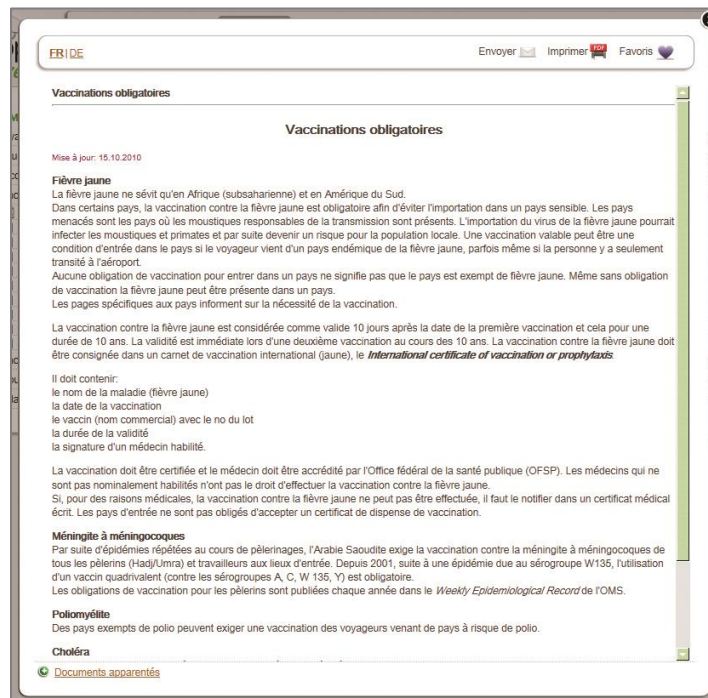 FR|DE
Envoyer Imprimer PDF Favoris
Vaccinations obligatoires
Vaccinations obligatoires
Mise à jour: 15.10.2010
Fièvre jaune
La fièvre jaune ne sévit qu'en Afrique (subsaharienne) et en Amérique du Sud.
Dans certains pays, la vaccination contre la fièvre jaune est obligatoire afin d'éviter l'importation dans un pays sensible. Les pays
menacés sont les pays où les moustiques responsables de la transmission sont présents. L'importation du virus de la fièvre jaune pourrait
infecter les moustiques et primates et par suite devenir un risque pour la population locale. Une vaccination valable peut être une
condition d'entrée dans le pays si le voyageur vient d'un pays endémique de la fièvre jaune, parfois même si la personne y a seulement
transité à l'aéroport.
Aucune obligation de vaccination pour entrer dans un pays ne signifie pas que le pays est exempt de fièvre jaune. Même sans obligation
de vaccination la fièvre jaune peut être présente dans un pays.
Les pages spécifiques aux pays informent sur la nécessité de la vaccination.
La vaccination contre la fièvre jaune est considérée comme valide 10 jours après la date de la première vaccination et cela pour une
durée de 10 ans. La validité est immédiate lors d'une deuxième vaccination au cours des 10 ans. La vaccination contre la fièvre jaune doit
être consignée dans un carnet de vaccination international (jaune), le International certificate of vaccination or prophylaxis.
Il doit contenir:
le nom de la maladie (fièvre jaune)
la date de la vaccination
le vaccin (nom commercial) avec le no du lot
la durée de la validité
la signature d'un médecin habilité.
La vaccination doit être certifiée et le médecin doit être accrédité par l'Office fédéral de la santé publique (OFSP). Les médecins qui ne
sont pas nominalement habilités n'ont pas le droit d'effectuer la vaccination contre la fièvre jaune.
Si, pour des raisons médicales, la vaccination contre la fièvre jaune ne peut pas être effectuée, il faut le notifier dans un certificat médical
écrit. Les pays d'entrée ne sont pas obligés d'accepter un certificat de dispense de vaccination.
Méningite à méningocoques
Par suite d'épidémies répétées au cours de pèlerinages, l'Arabie Saoudite exige la vaccination contre la méningite à méningocoques de
tous les pèlerins (Hadj/Umra) et travailleurs aux lieux d'entrée. Depuis 2001, suite à une épidémie due au sérogroupe W135, l'utilisation
d'un vaccin quadrivalent (contre les sérogroupes A, C, W 135, Y) est obligatoire.
Les obligations de vaccination pour les pèlerins sont publiées chaque année dans le Weekly Epidemiological Record de l'OMS.
Poliomyélite
Des pays exempts de polio peuvent exiger une vaccination des voyageurs venant de pays à risque de polio.
Choléra
Documents apparentés